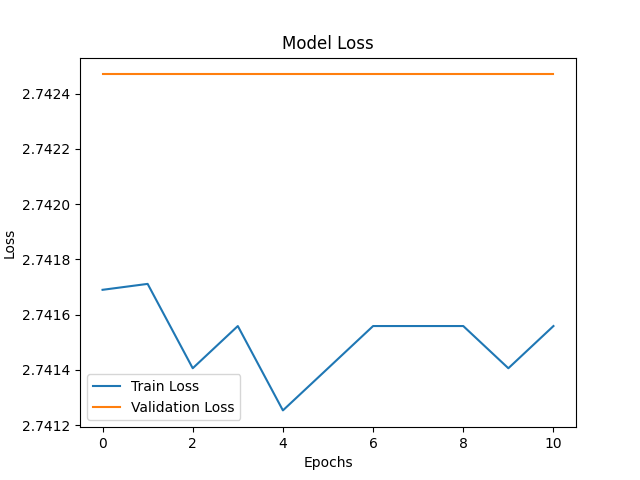 Model Loss
Loss
2.7424
2.7422
2.7420
2.7418
2.7416
2.7414
2.7412
Train Loss
Validation Loss
0 2 4 6 8 10
Epochs